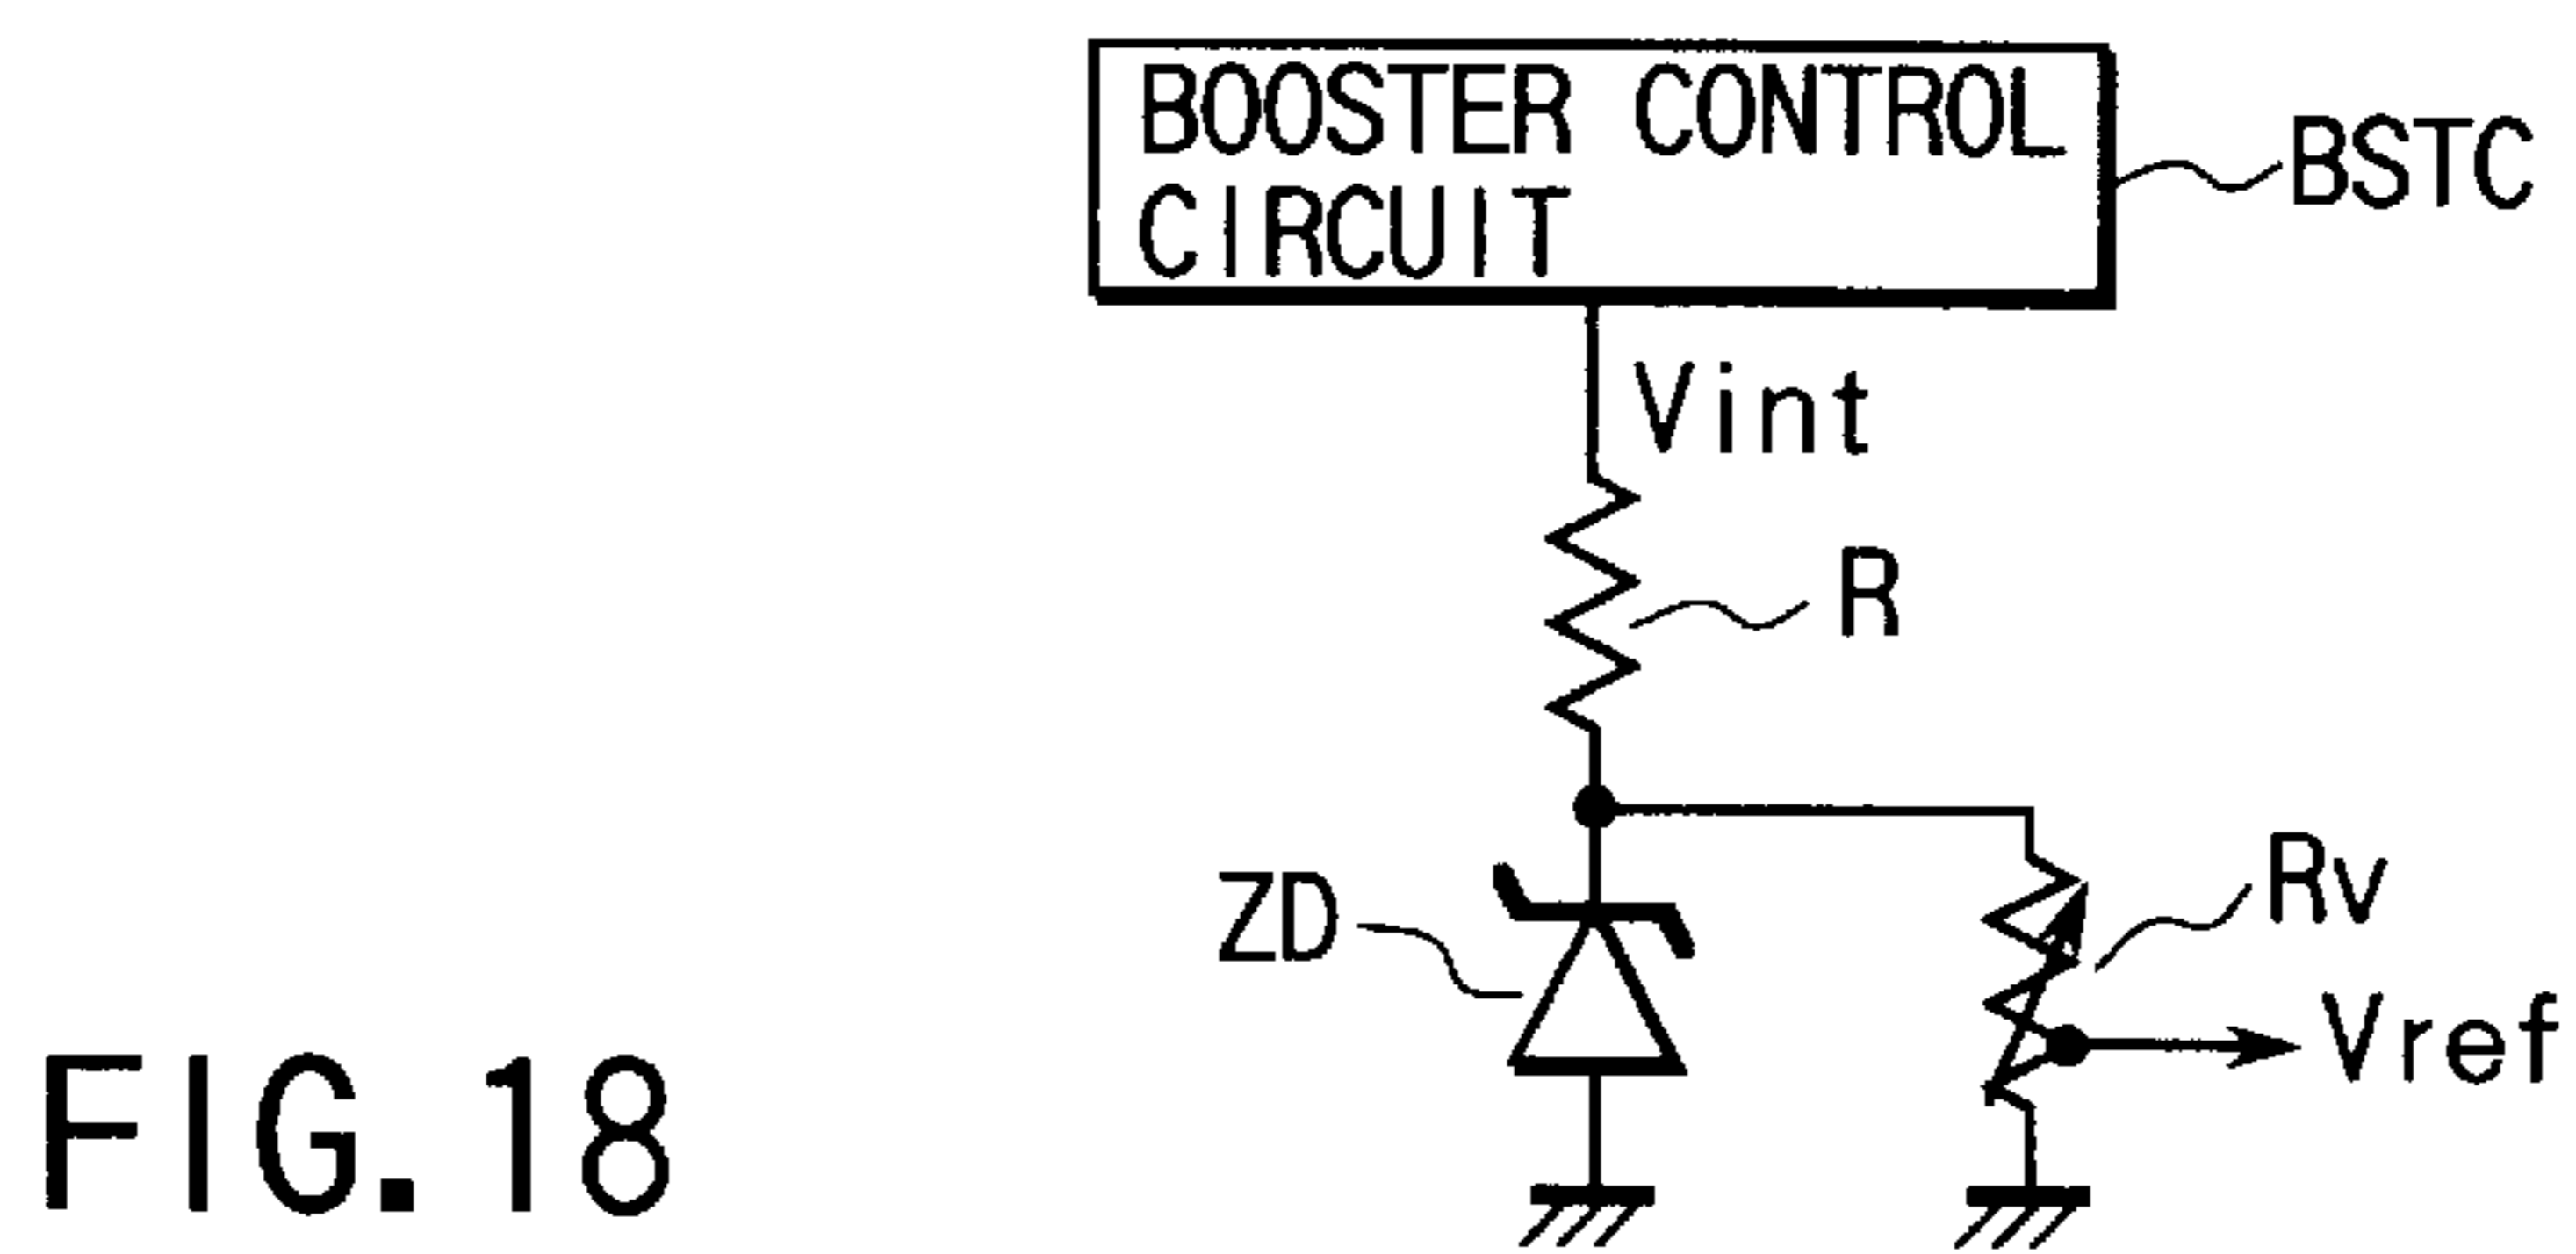 BOOSTER CONTROL
CIRCUIT
BSTC
Vint
R
ZD
Rv
Vref
FIG.18